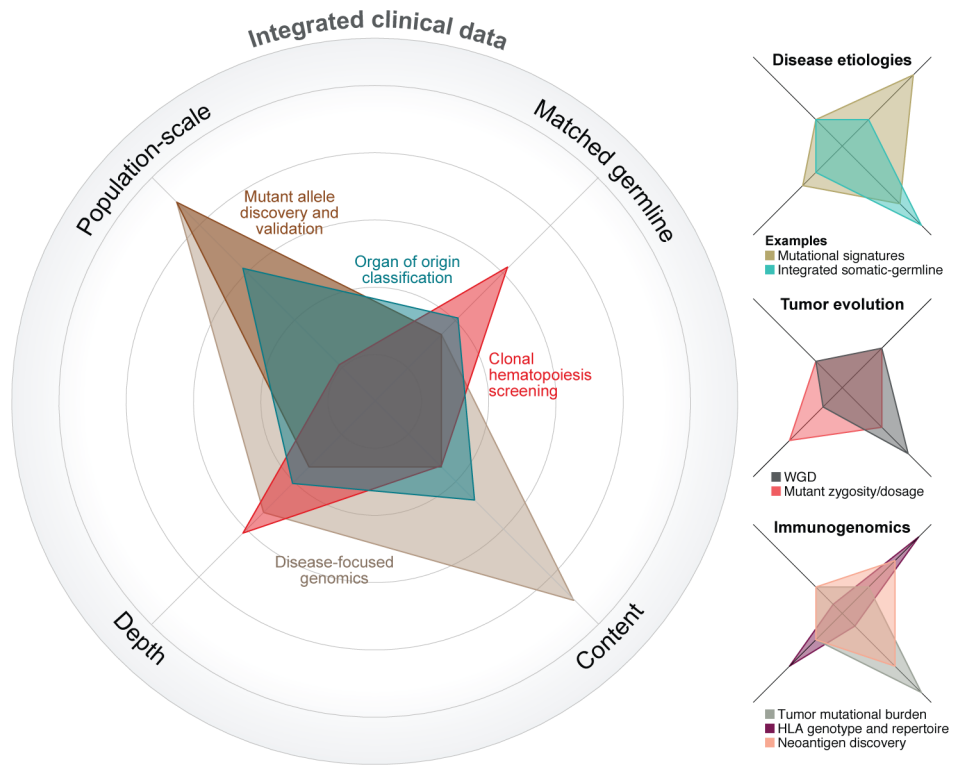 Integrated clinical data
Population-scale
Matched germline
Mutant allele
discovery and
validation
Organ of origin
classification
Clonal
hematopoiesis
screening
Disease-focused
genomics
Depth
Content
Disease etiologies
Examples
Mutational signatures
Integrated somatic-germline
Tumor evolution
WGD
Mutant zygosity/dosage
Immunogenomics
Tumor mutational burden
HLA genotype and repertoire
Neoantigen discovery